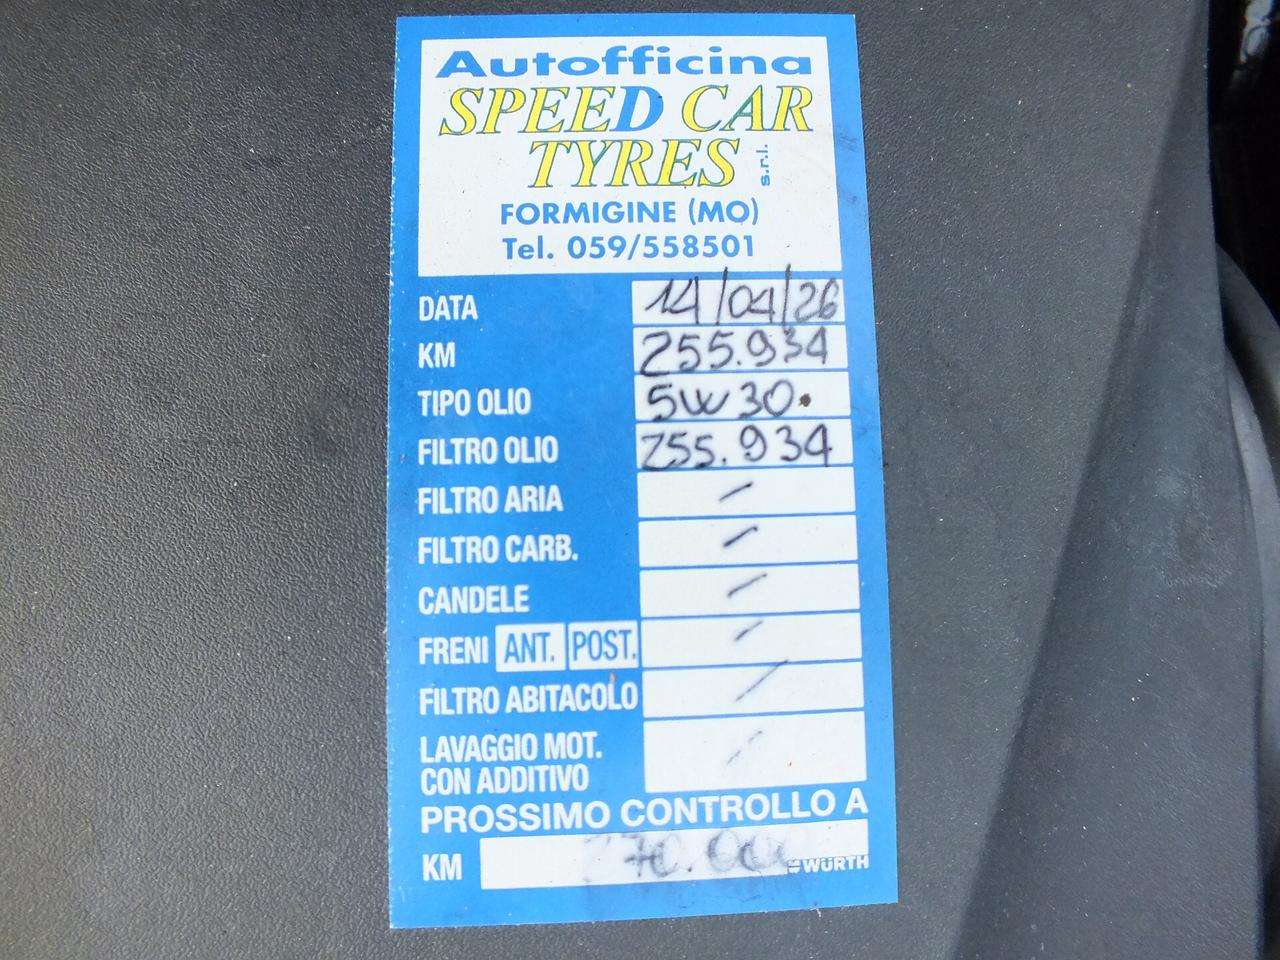 Autofficina
SPEED CAR
TYRES s.r.l.
FORMIGINE (MO)
Tel. 059/558501
DATA 14/04/26
KM 255.934
TIPO OLIO 5W30.
FILTRO OLIO 255.934
FILTRO ARIA /
FILTRO CARB. /
CANDELE /
FRENI ANT. POST. /
FILTRO ABITACOLO /
LAVAGGIO MOT. /
CON ADDITIVO
PROSSIMO CONTROLLO A
KM 270.000 WÜRTH